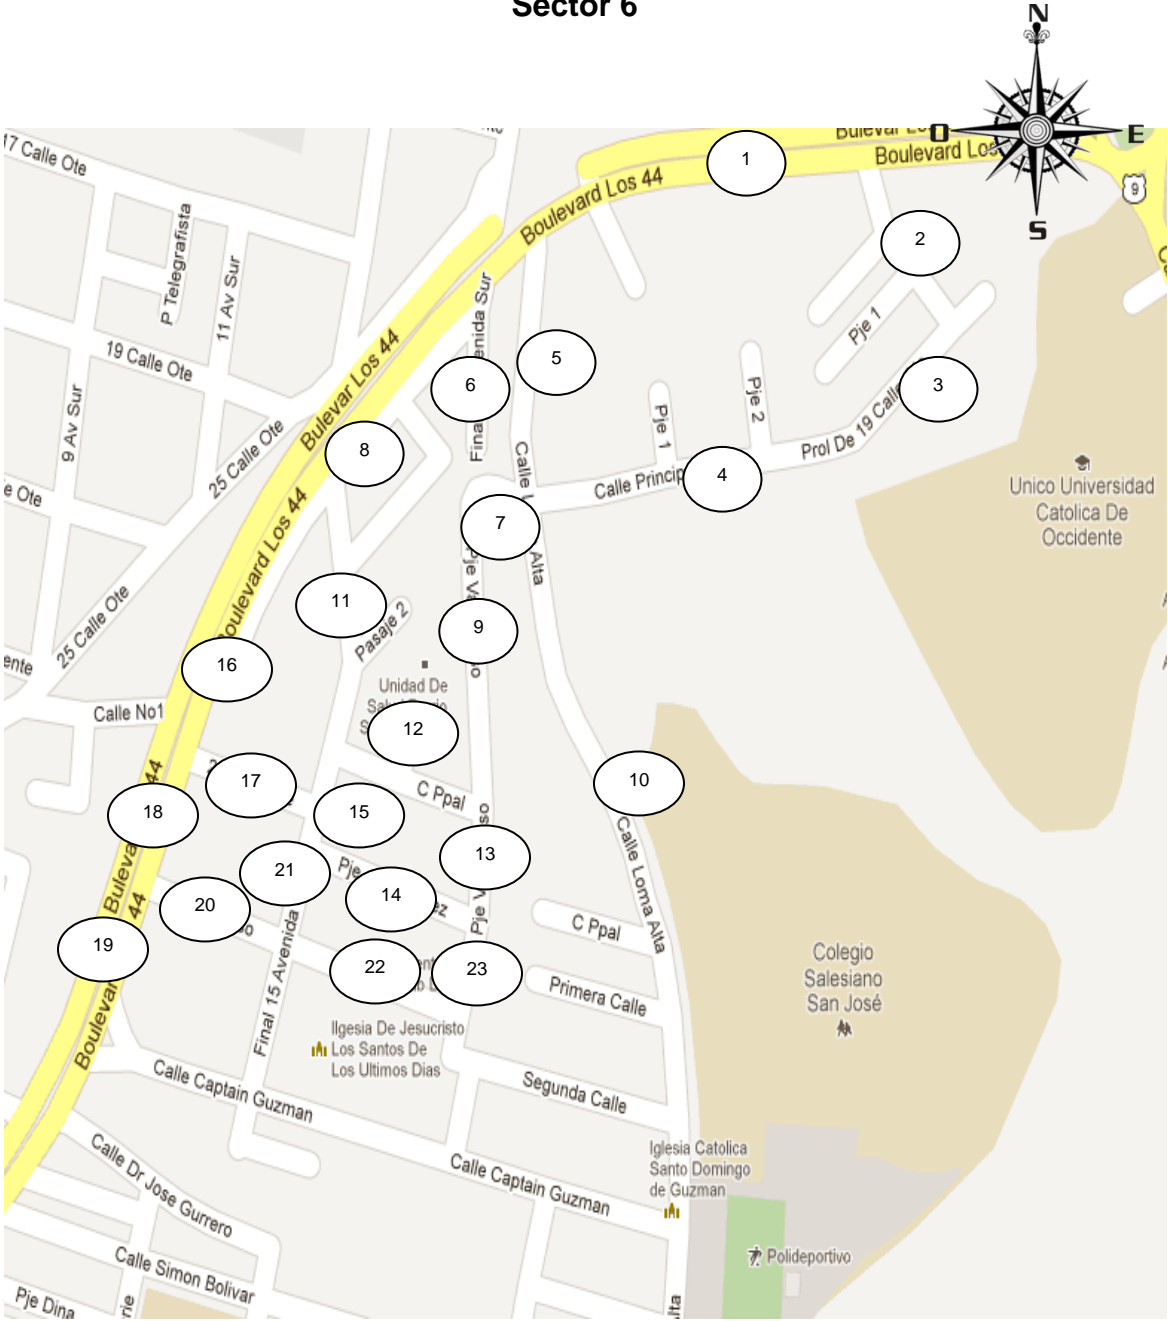 Sector 6
N
O
E
S
17 Calle Ote
Boulevard Los
1
9
P Telegrafista
11 Av Sur
Boulevard Los 44
2
19 Calle Ote
Bulevar Los 44
5
6
Pje 1
3
9 Av Sur
Pje 2
Pje 1
Prol De 19 Calle
25 Calle Ote
8
4
7
Unico Universidad
Catolica De
Occidente
e Ote
Boulevard Los 44
Alta
25 Calle Ote
11
Pasaje 2
9
16
ente
Unidad De
12
Calle No1
44
17
18
15
C Ppal
10
13
Calle Loma Alta
21
Pje
14
20
C Ppal
44
19
22
23
Final 15 Avenida
Primera Calle
Colegio
Salesiano
San José
Ilgesia De Jesucristo
Los Santos De
Los Ultimos Dias
Calle Captain Guzman
Segunda Calle
Calle Dr Jose Gurrero
Calle Captain Guzman
Iglesia Catolica
Santo Domingo
de Guzman
Polideportivo
Calle Simon Bolivar
Pje Dina